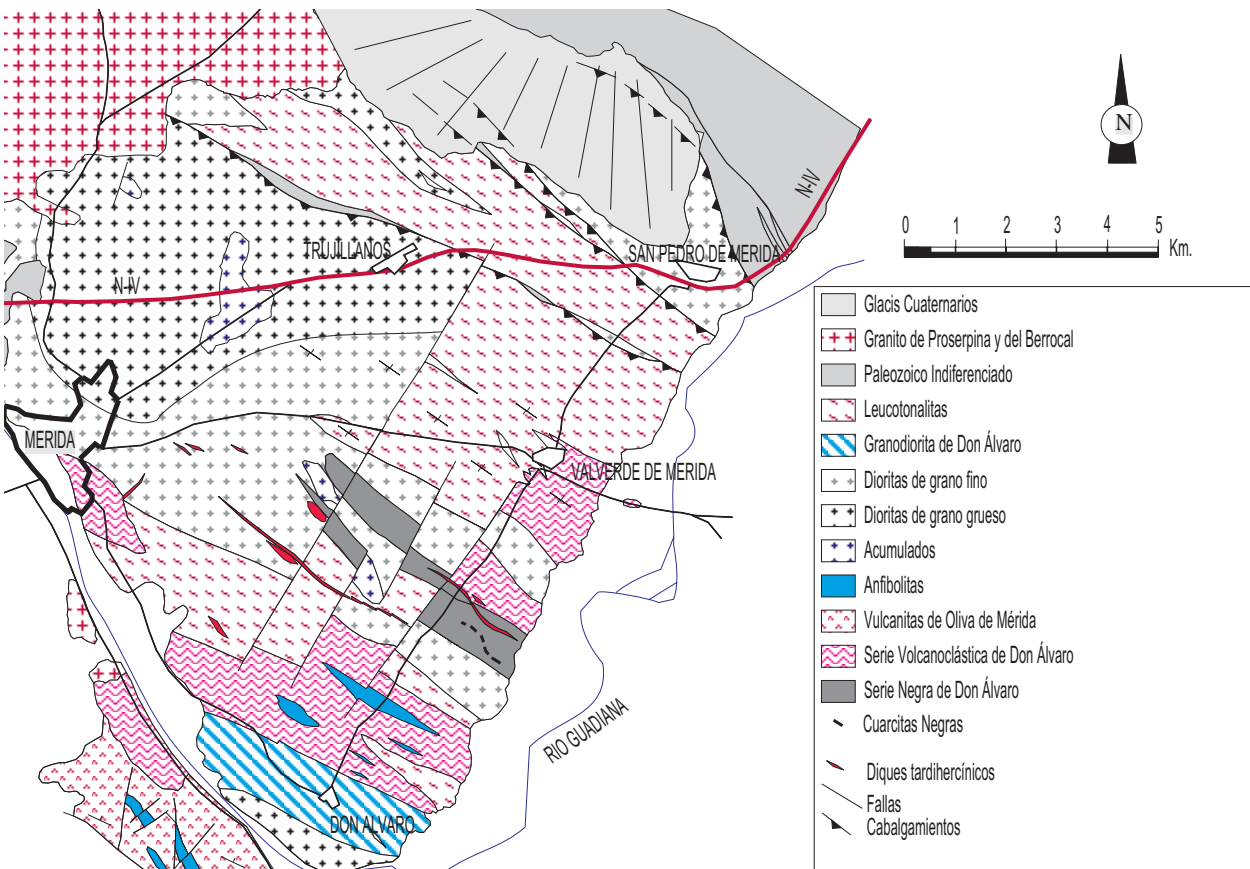 N
N-IV
0 1 2 3 4 5
Km.
TRUJILLANOS
SAN PEDRO DE MERIDA
N-IV
MERIDA
VALVERDE DE MERIDA
RIO GUADIANA
DON ALVARO
Glacis Cuaternarios
Granito de Proserpina y del Berrocal
Paleozoico Indiferenciado
Leucotonalitas
Granodiorita de Don Álvaro
Dioritas de grano fino
Dioritas de grano grueso
Acumulados
Anfibolitas
Vulcanitas de Oliva de Mérida
Serie Volcanoclástica de Don Álvaro
Serie Negra de Don Álvaro
Cuarcitas Negras
Diques tardihercínicos
Fallas
Cabalgamientos